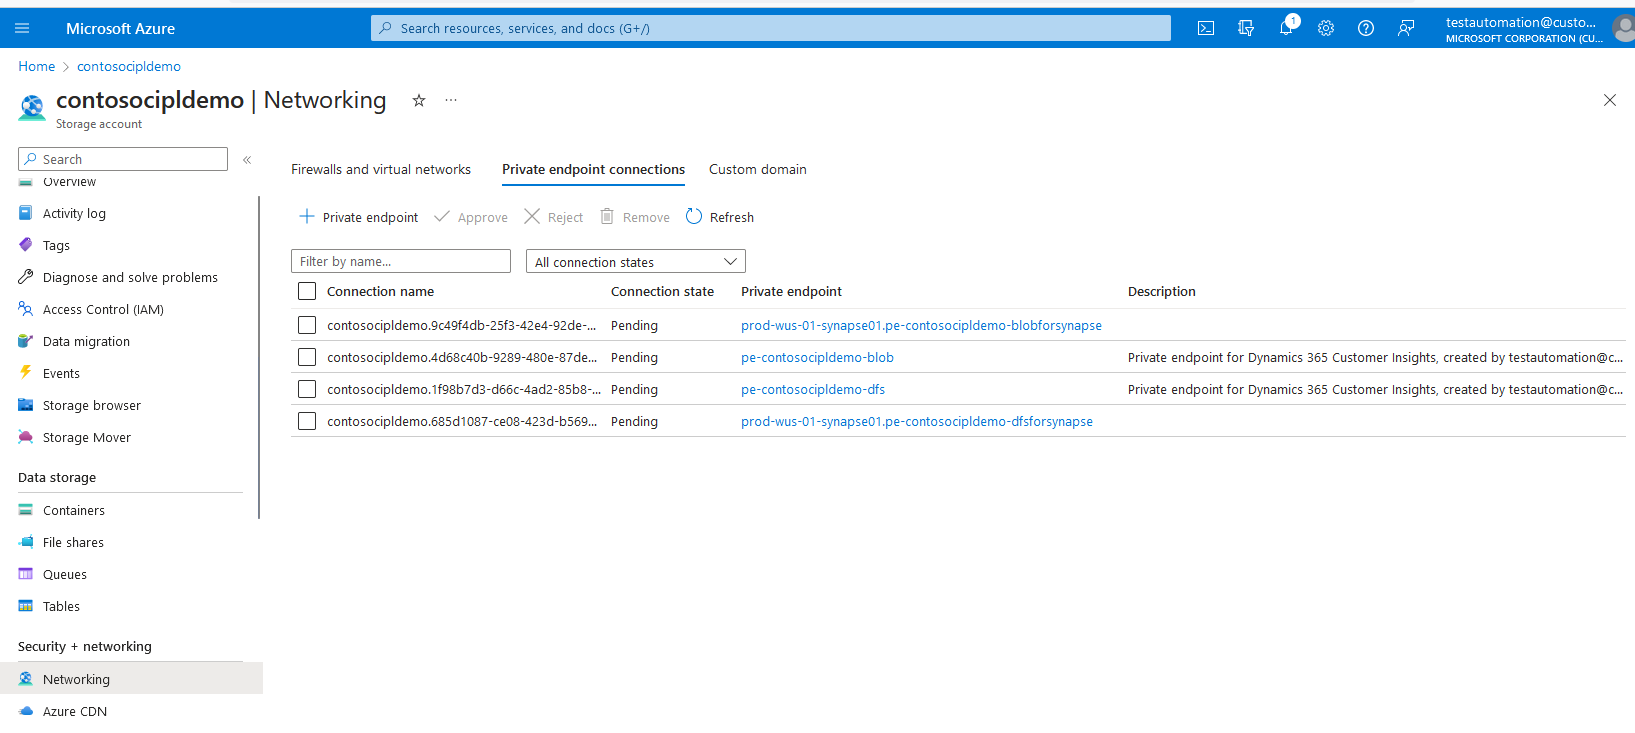 Microsoft Azure
Search resources, services, and docs (G+/)
1
testautomation@custo...
MICROSOFT CORPORATION (CU...
Home > contosocipldemo
contosocipldemo | Networking
Storage account
Search
Overview
Activity log
Tags
Diagnose and solve problems
Access Control (IAM)
Data migration
Events
Storage browser
Storage Mover
Data storage
Containers
File shares
Queues
Tables
Security + networking
Networking
Azure CDN
Firewalls and virtual networks Private endpoint connections Custom domain
Private endpoint Approve Reject Remove Refresh
Filter by name... All connection states
Connection name Connection state Private endpoint Description
contosocipldemo.9c49f4db-25f3-42e4-92de-... Pending prod-wus-01-synapse01.pe-contosocipldemo-blobforsynapse
contosocipldemo.4d68c40b-9289-480e-87de... Pending pe-contosocipldemo-blob Private endpoint for Dynamics 365 Customer Insights, created by testautomation@c...
contosocipldemo.1f98b7d3-d66c-4ad2-85b8-... Pending pe-contosocipldemo-dfs Private endpoint for Dynamics 365 Customer Insights, created by testautomation@c...
contosocipldemo.685d1087-ce08-423d-b569... Pending prod-wus-01-synapse01.pe-contosocipldemo-dfsforsynapse